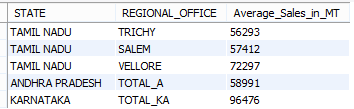 STATE REGIONAL_OFFICE Average_Sales_in_MT
TAMIL NADU TRICHY 56293
TAMIL NADU SALEM 57412
TAMIL NADU VELLORE 72297
ANDHRA PRADESH TOTAL_A 58991
KARNATAKA TOTAL_KA 96476